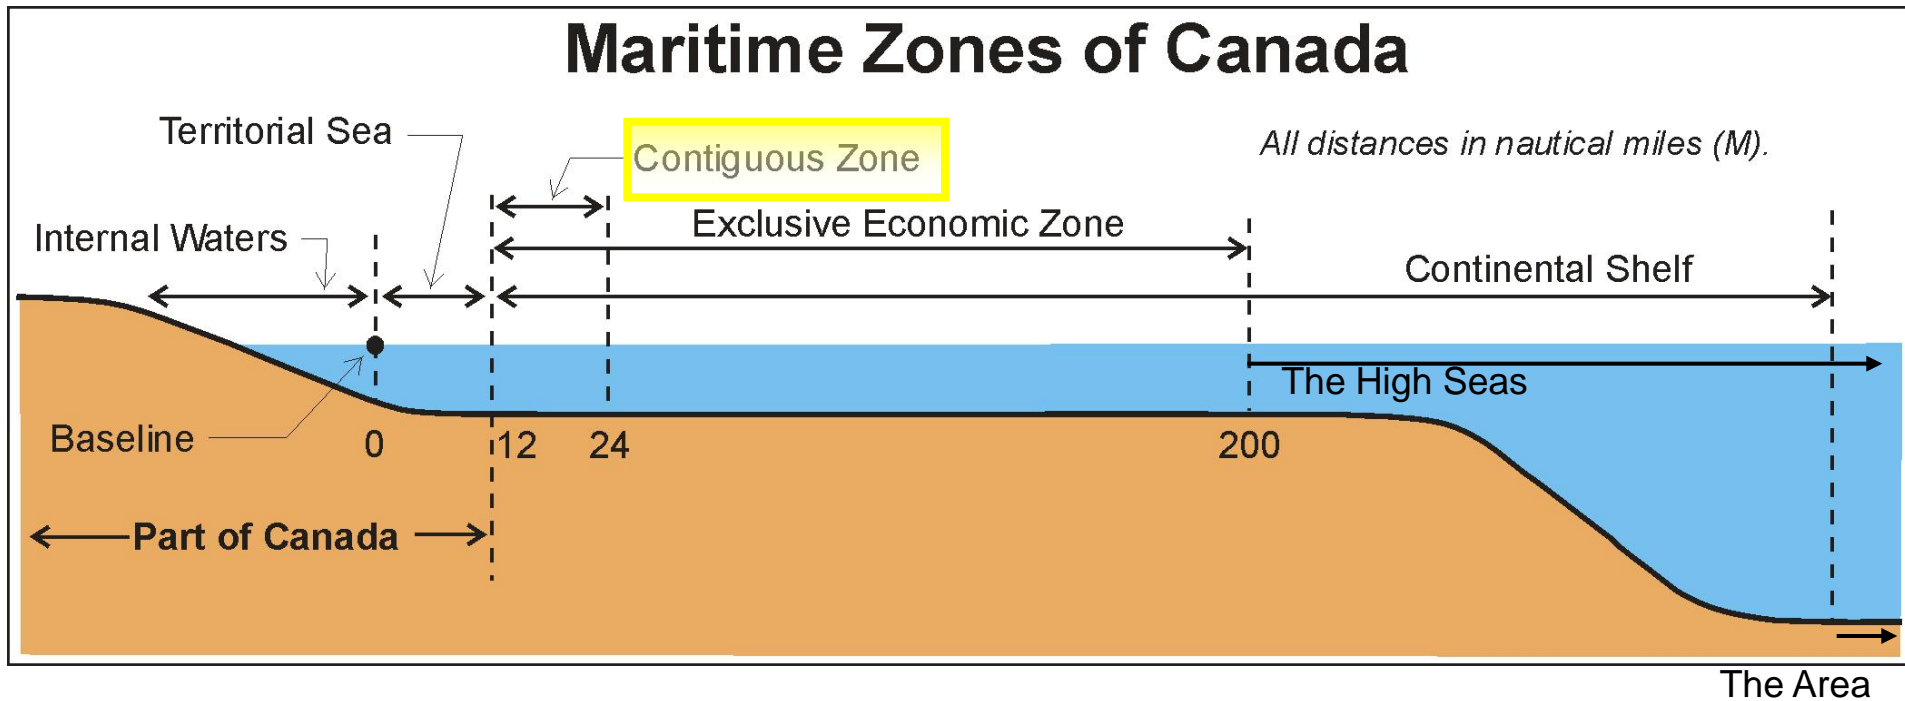 Maritime Zones of Canada
Territorial Sea
Contiguous Zone
All distances in nautical miles (M).
Internal Waters
Exclusive Economic Zone
Continental Shelf
The High Seas
Baseline
0
12
24
200
Part of Canada
The Area